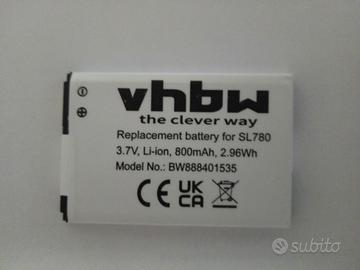 vhbw
the clever way
Replacement battery for SL780
3.7V, Li-ion, 800mAh, 2.96Wh
Model No.: BW888401535
CE UK CA
subito